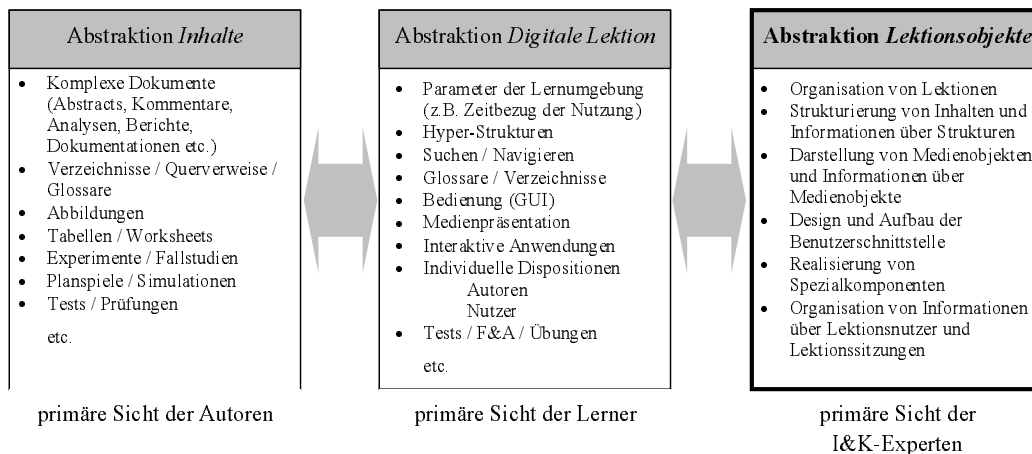 Abstraktion Inhalte
• Komplexe Dokumente
(Abstracts, Kommentare,
Analysen, Berichte,
Dokumentationen etc.)
• Verzeichnisse / Querverweise /
Glossare
• Abbildungen
• Tabellen / Worksheets
• Experimente / Fallstudien
• Planspiele / Simulationen
• Tests / Prüfungen
etc.
primäre Sicht der Autoren
Abstraktion Digitale Lektion
• Parameter der Lernumgebung
(z.B. Zeitbezug der Nutzung)
• Hyper-Strukturen
• Suchen / Navigieren
• Glossare / Verzeichnisse
• Bedienung (GUI)
• Medienpräsentation
• Interaktive Anwendungen
• Individuelle Dispositionen
Autoren
Nutzer
• Tests / F&A / Übungen
etc.
primäre Sicht der Lerner
Abstraktion Lektionsobjekte
• Organisation von Lektionen
• Strukturierung von Inhalten und
Informationen über Strukturen
• Darstellung von Medienobjekten
und Informationen über
Medienobjekte
• Design und Aufbau der
Benutzerschnittstelle
• Realisierung von
Spezialkomponenten
• Organisation von Informationen
über Lektionsnutzer und
Lektionssitzungen
primäre Sicht der
I&K-Experten